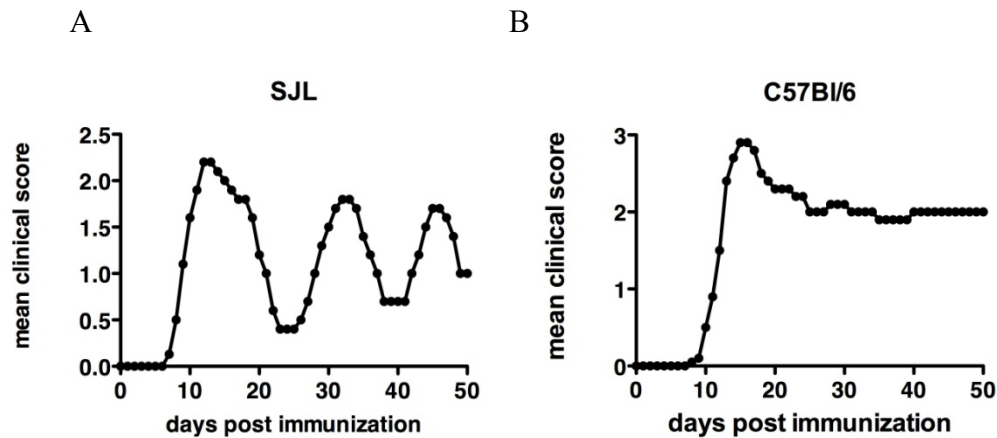 A
B
SJL
2.5
2.0
1.5
1.0
0.5
0.0
mean clinical score
0 10 20 30 40 50
days post immunization
C57Bl/6
3
2
1
0
mean clinical score
0 10 20 30 40 50
days post immunization